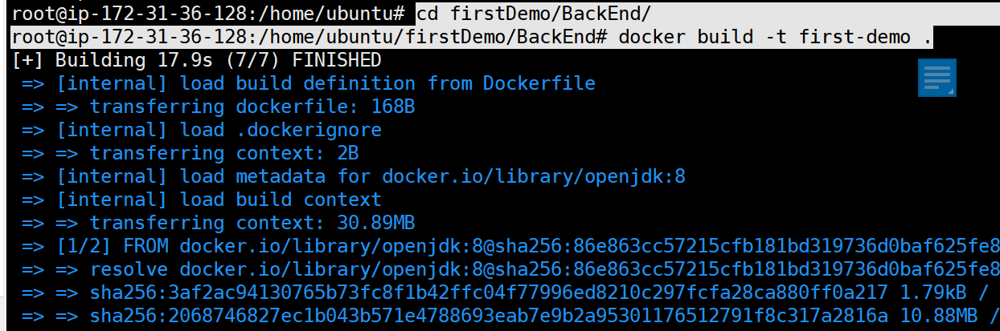 root@ip-172-31-36-128:/home/ubuntu# cd firstDemo/BackEnd/
root@ip-172-31-36-128:/home/ubuntu/firstDemo/BackEnd# docker build -t first-demo .
[+] Building 17.9s (7/7) FINISHED
=> [internal] load build definition from Dockerfile
=> => transferring dockerfile: 168B
=> [internal] load .dockerignore
=> => transferring context: 2B
=> [internal] load metadata for docker.io/library/openjdk:8
=> [internal] load build context
=> => transferring context: 30.89MB
=> [1/2] FROM docker.io/library/openjdk:8@sha256:86e863cc57215cfb181bd319736d0baf625fe8
=> => resolve docker.io/library/openjdk:8@sha256:86e863cc57215cfb181bd319736d0baf625fe8
=> => sha256:3af2ac94130765b73fc8f1b42ffc04f77996ed8210c297fcfa28ca880ff0a217 1.79kB /
=> => sha256:2068746827ec1b043b571e4788693eab7e9b2a95301176512791f8c317a2816a 10.88MB /